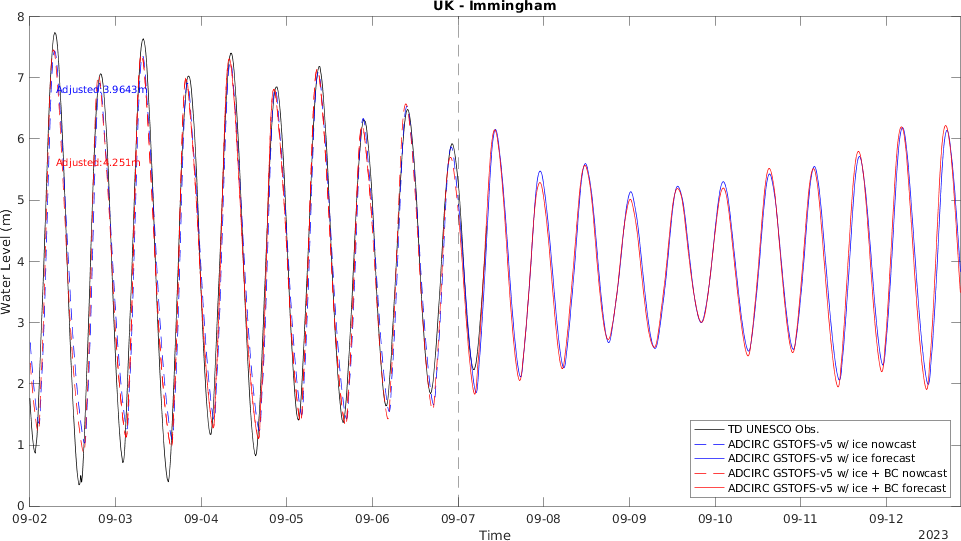 UK - Immingham
8
7
6
5
4
3
2
1
0
Water Level (m)
Adjusted:3.9643m
Adjusted:4.251m
TD UNESCO Obs.
ADCIRC GSTOFS-v5 w/ ice nowcast
ADCIRC GSTOFS-v5 w/ ice forecast
ADCIRC GSTOFS-v5 w/ ice + BC nowcast
ADCIRC GSTOFS-v5 w/ ice + BC forecast
09-02 09-03 09-04 09-05 09-06 09-07 09-08 09-09 09-10 09-11 09-12
Time
2023